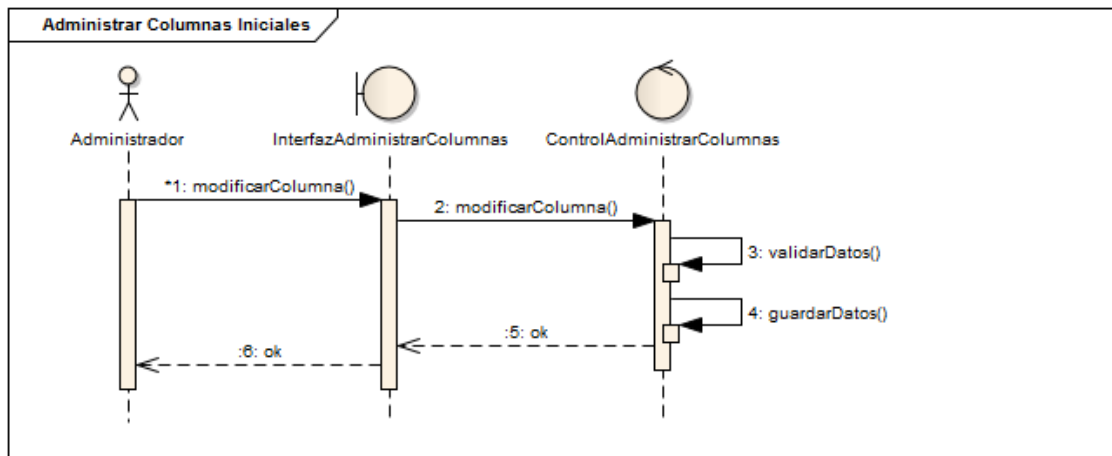 Administrar Columnas Iniciales
Administrador
InterfazAdministrarColumnas
ControlAdministrarColumnas
*1: modificarColumna()
2: modificarColumna()
3: validarDatos()
4: guardarDatos()
:5: ok
:6: ok